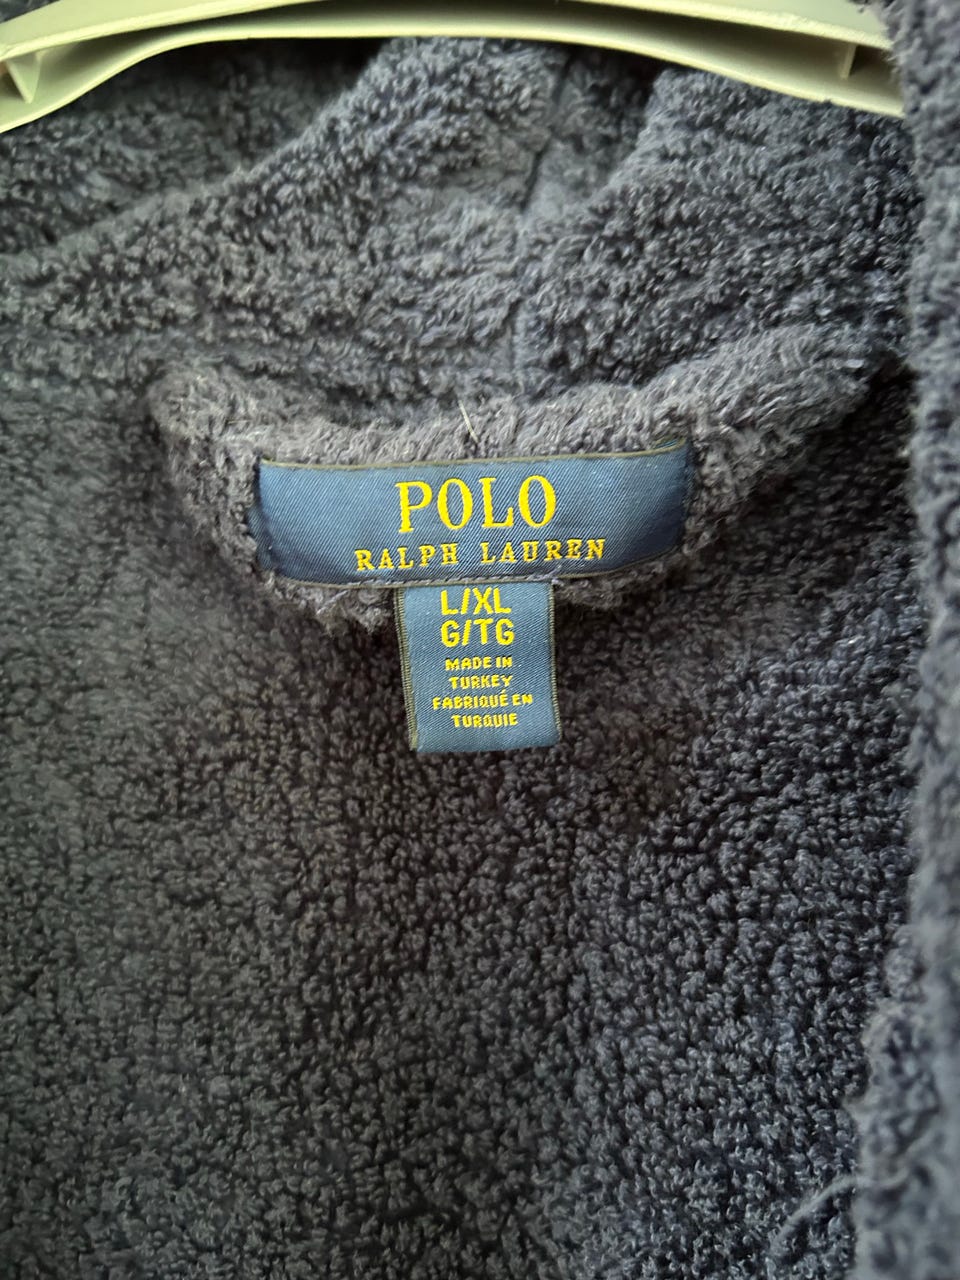 POLO
RALPH LAUREN
L/XL
G/TG
MADE IN
TURKEY
FABRIQUÉ EN
TURQUIE